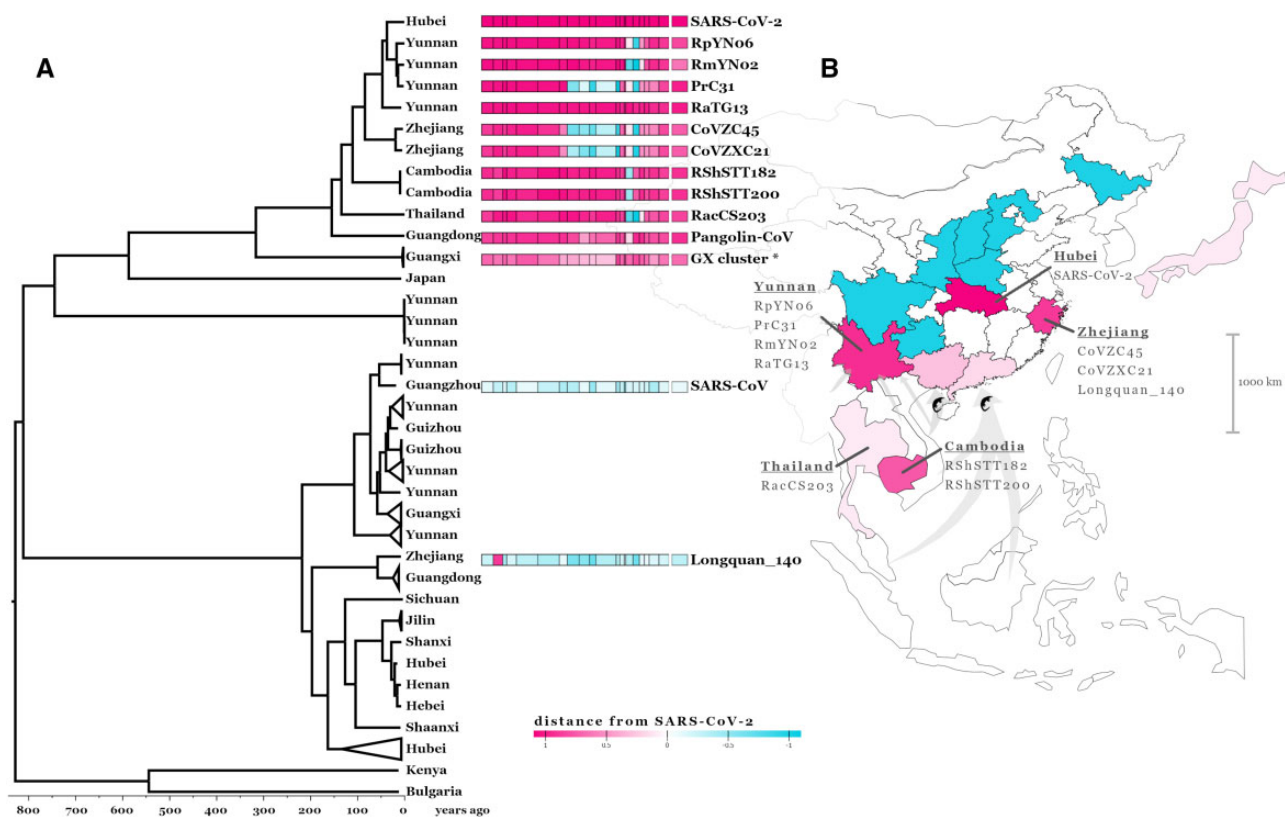 A
Hubei SARS-CoV-2
Yunnan RpYN06
Yunnan RmYN02
Yunnan PrC31
Yunnan RaTG13
Zhejiang CoVZC45
Zhejiang CoVZXC21
Cambodia RShSTT182
Cambodia RShSTT200
Thailand RacCS203
Guangdong Pangolin-CoV
Guangxi GX cluster *
Japan
Yunnan
Yunnan
Yunnan
Yunnan
Guangzhou SARS-CoV
Yunnan
Guizhou
Guizhou
Yunnan
Yunnan
Guangxi
Yunnan
Zhejiang Longquan_140
Guangdong
Sichuan
Jilin
Shanxi
Hubei
Henan
Hebei
Shaanxi
Hubei
Kenya
Bulgaria
800 700 600 500 400 300 200 100 0 years ago
distance from SARS-CoV-2
1 0.5 0 -0.5 -1
B
Hubei
SARS-CoV-2
Yunnan
RpYN06
PrC31
RmYN02
RaTG13
Zhejiang
CoVZC45
CoVZXC21
Longquan_140
1000 km
Thailand
RacCS203
Cambodia
RShSTT182
RShSTT200